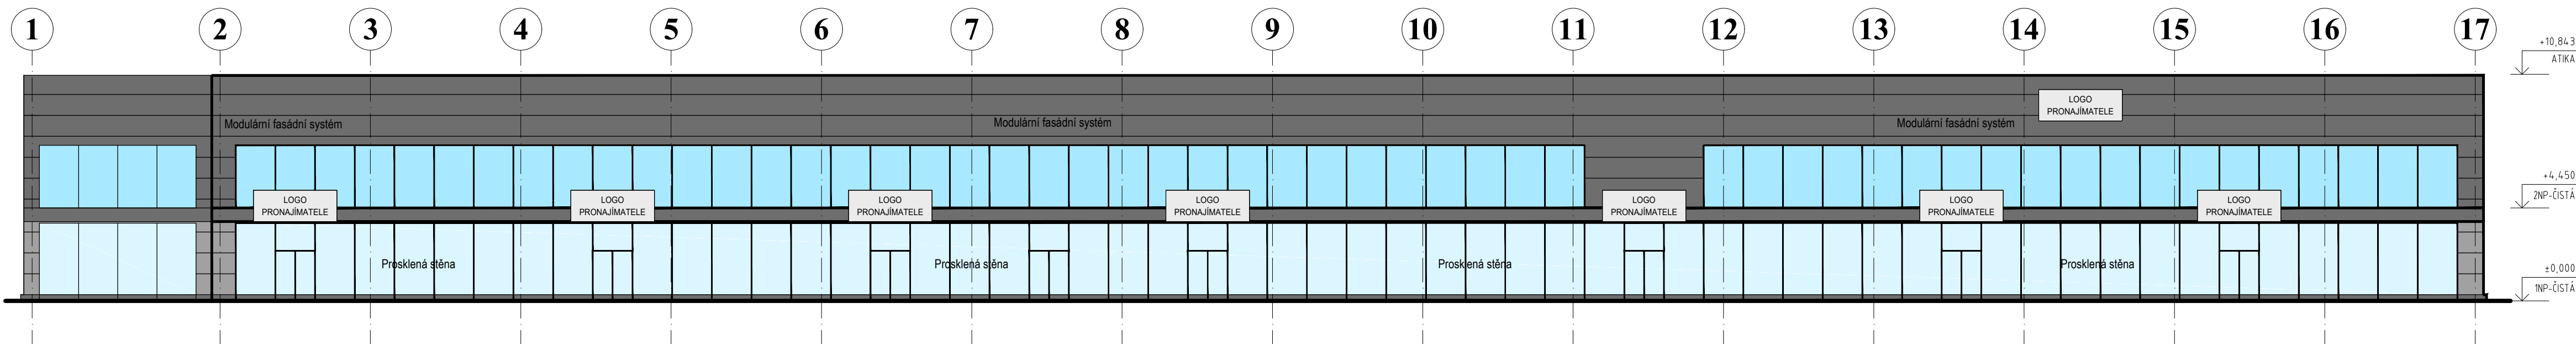 1 2 3 4 5 6 7 8 9 10 11 12 13 14 15 16 17
+10,843
ATIKA
LOGO
PRONAJÍMATELE
Modulární fasádní systém
Modulární fasádní systém
Modulární fasádní systém
+4,450
2NP-ČISTÁ
LOGO
PRONAJÍMATELE
LOGO
PRONAJÍMATELE
LOGO
PRONAJÍMATELE
LOGO
PRONAJÍMATELE
LOGO
PRONAJÍMATELE
LOGO
PRONAJÍMATELE
LOGO
PRONAJÍMATELE
Prosklená stěna
Prosklená stěna
Prosklená stěna
Prosklená stěna
±0,000
1NP-ČISTÁ